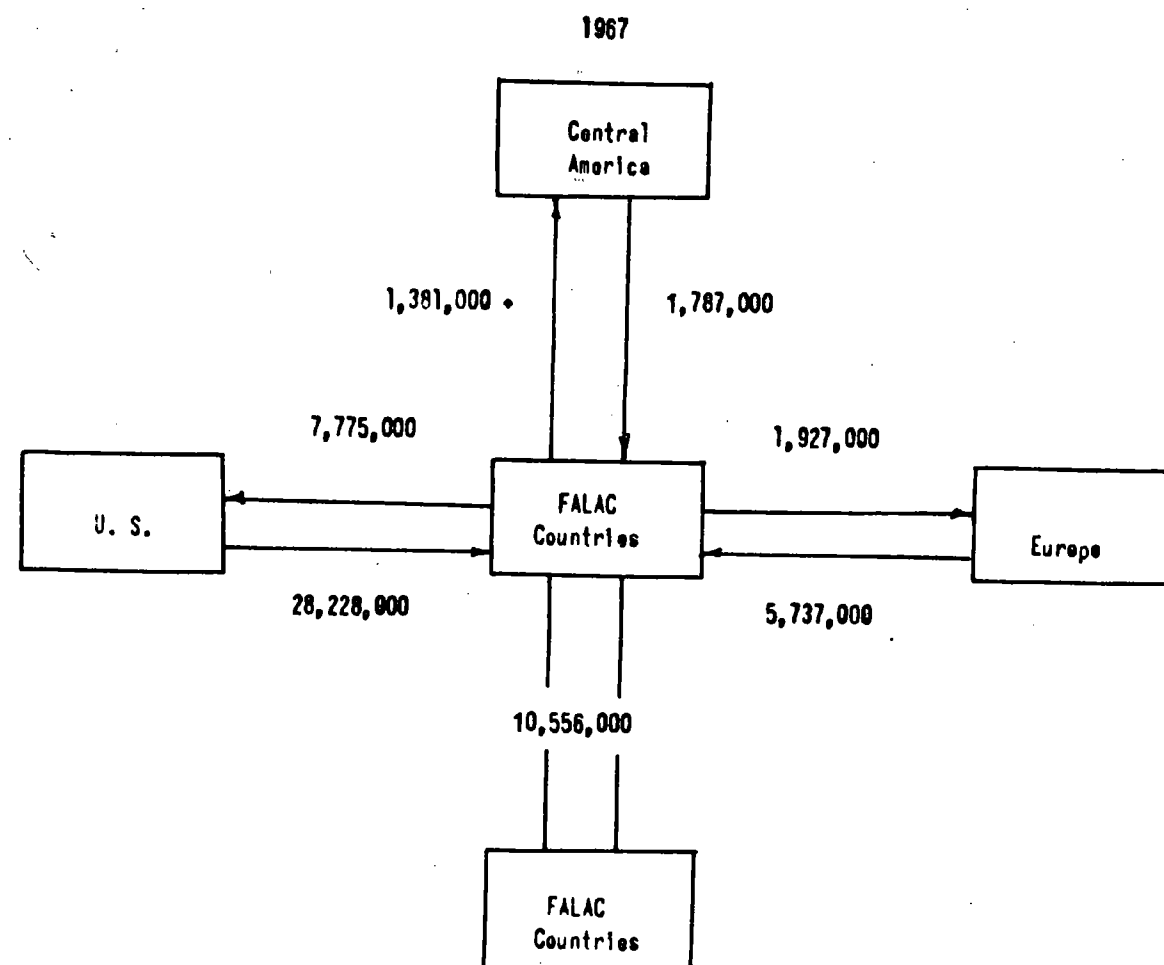 1967
Central
America
1,381,000
1,787,000
7,775,000
1,927,000
U. S.
FALAC
Countries
Europe
28,228,000
5,737,000
10,556,000
FALAC
Countries